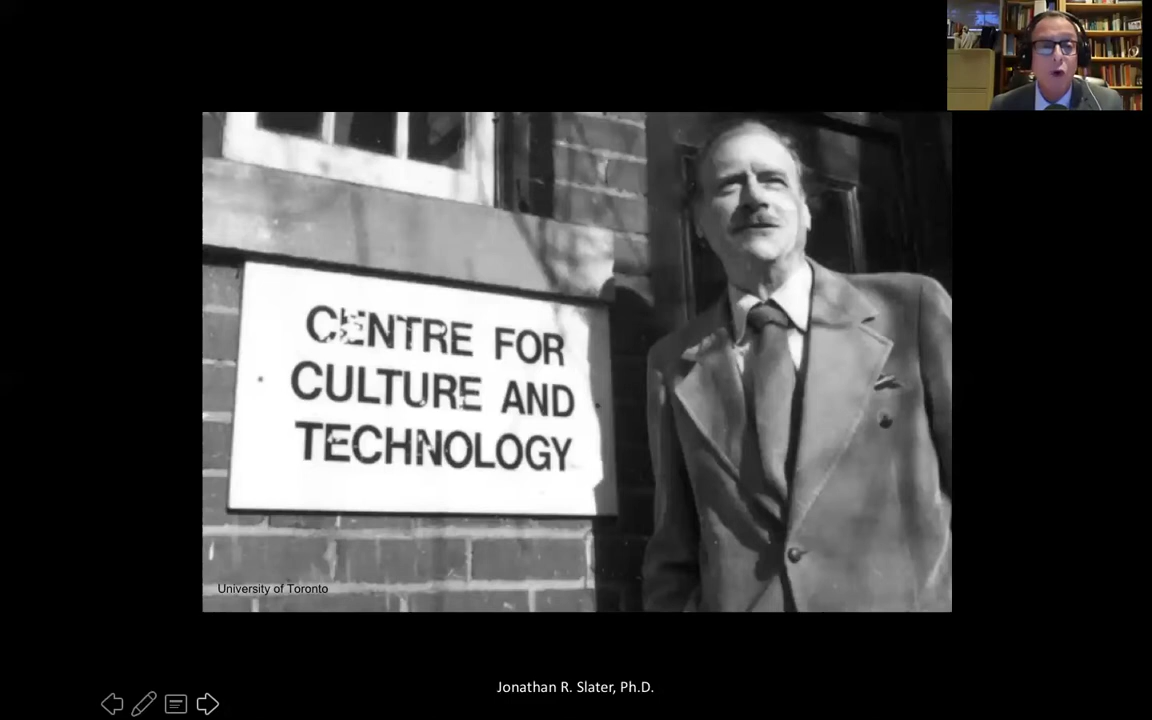 CENTRE FOR
CULTURE AND
TECHNOLOGY
University of Toronto
Jonathan R. Slater, Ph.D.